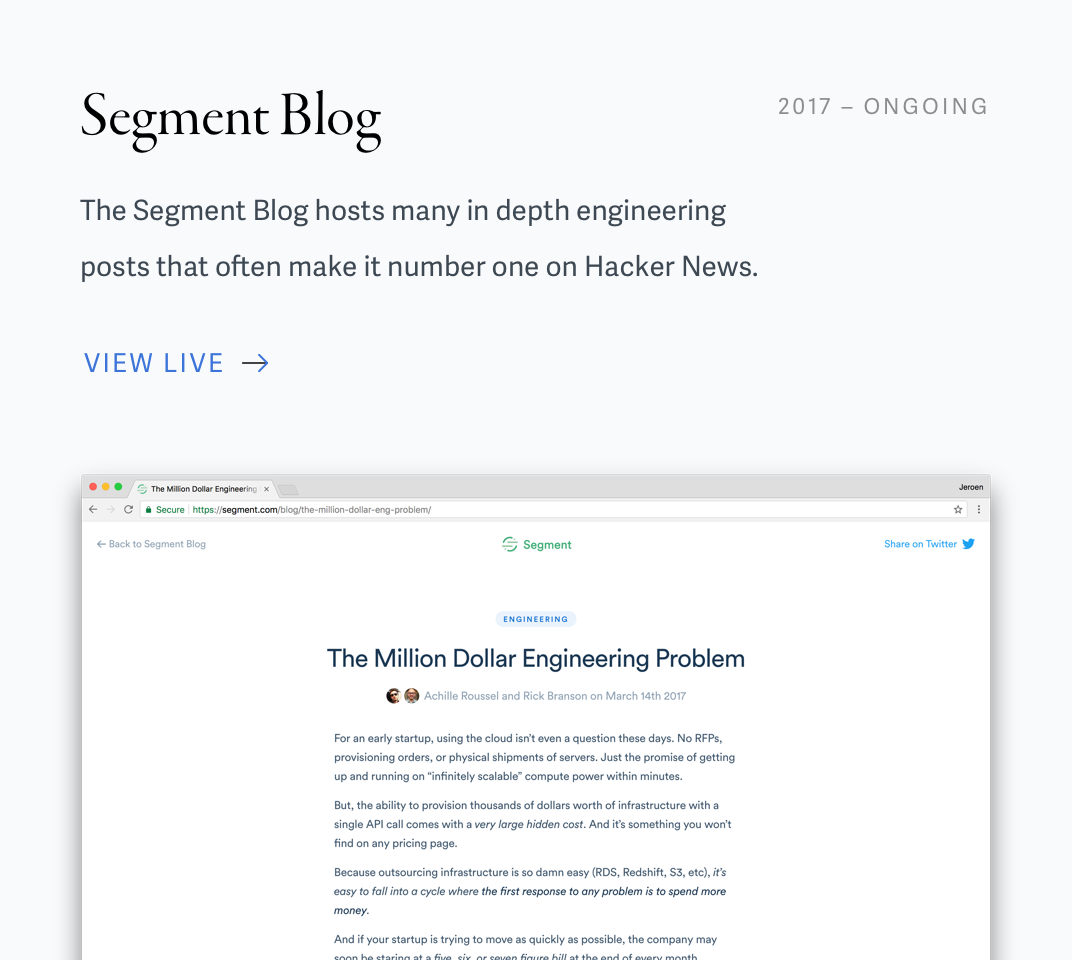 Segment Blog
2017 – ONGOING
The Segment Blog hosts many in depth engineering
posts that often make it number one on Hacker News.
VIEW LIVE →
The Million Dollar Engineering
Jeroen
Secure https://segment.com/blog/the-million-dollar-eng-problem/
← Back to Segment Blog
Segment
Share on Twitter
ENGINEERING
The Million Dollar Engineering Problem
Achille Roussel and Rick Branson on March 14th 2017
For an early startup, using the cloud isn’t even a question these days. No RFPs,
provisioning orders, or physical shipments of servers. Just the promise of getting
up and running on “infinitely scalable” compute power within minutes.
But, the ability to provision thousands of dollars worth of infrastructure with a
single API call comes with a very large hidden cost. And it’s something you won’t
find on any pricing page.
Because outsourcing infrastructure is so damn easy (RDS, Redshift, S3, etc), it’s
easy to fall into a cycle where the first response to any problem is to spend more
money.
And if your startup is trying to move as quickly as possible, the company may
soon be staring at a five, six, or seven figure bill at the end of every month.